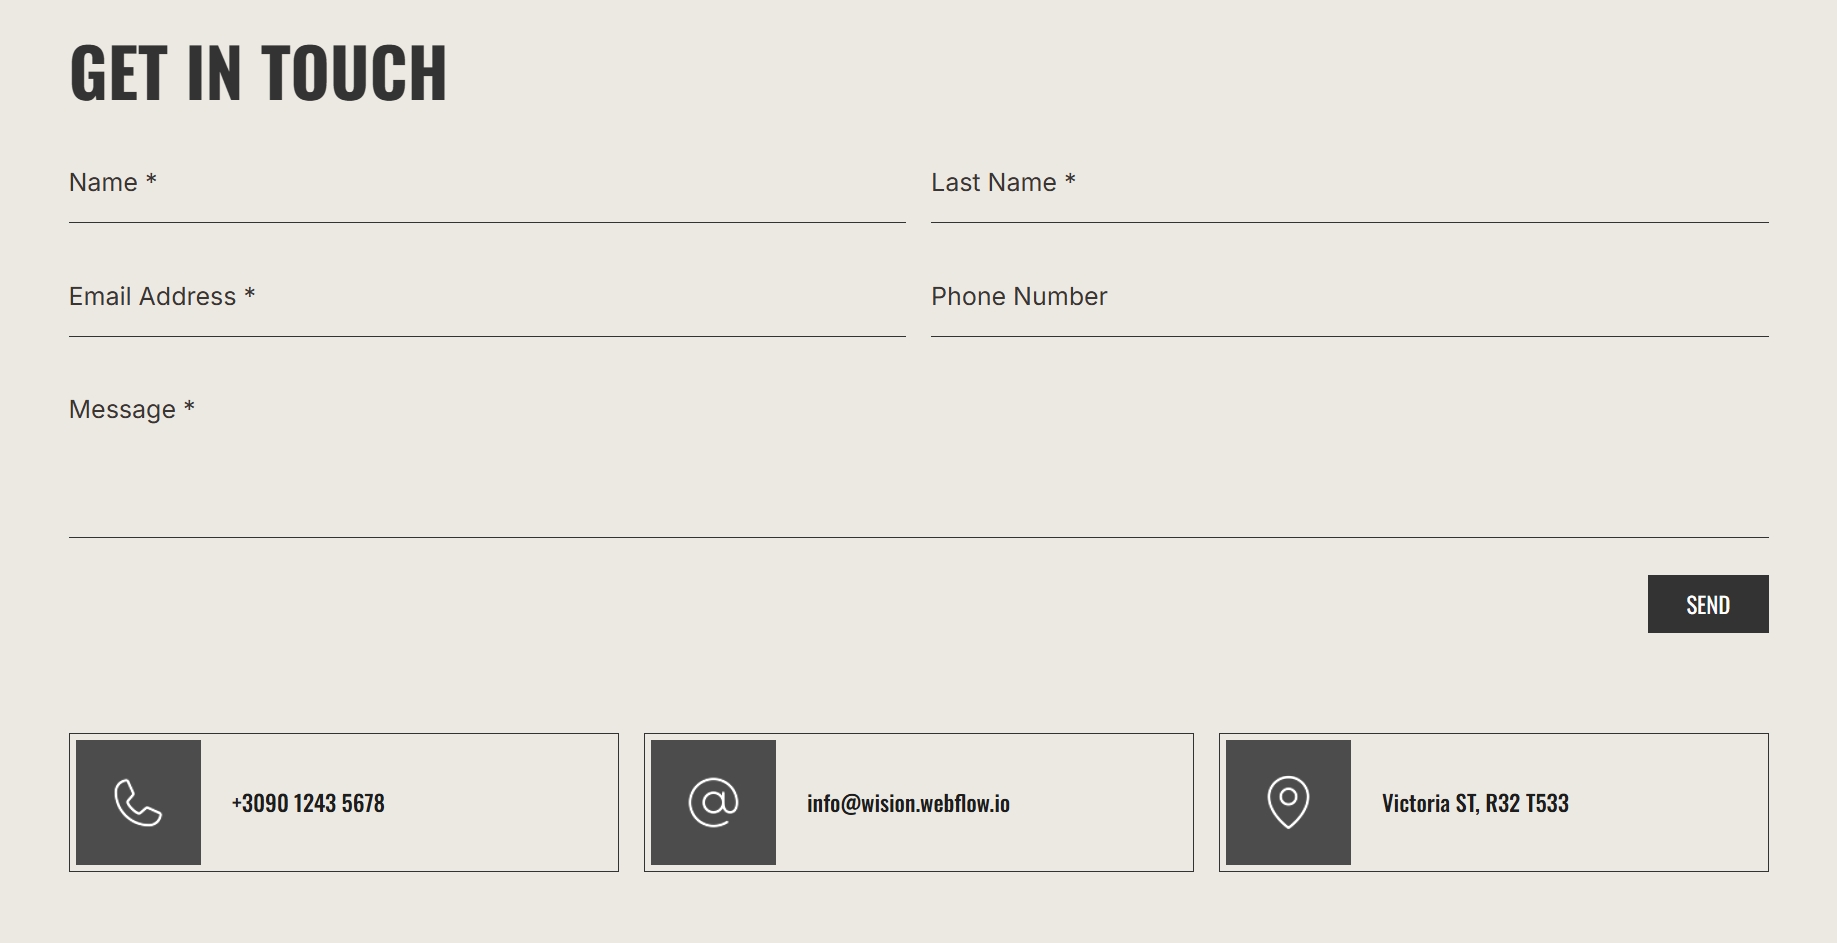 GET IN TOUCH
Name *
Last Name *
Email Address *
Phone Number
Message *
SEND
+3090 1243 5678
info@wision.webflow.io
Victoria ST, R32 T533